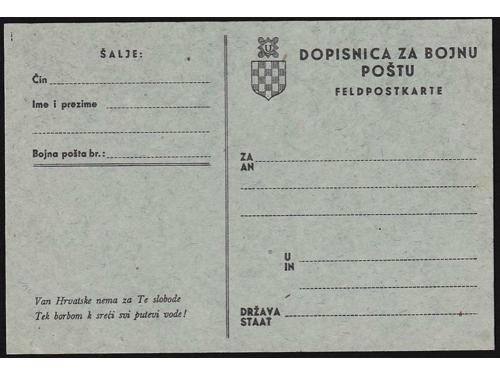 ŠALJE:
Čin
Ime i prezime
Bojna pošta br.:
Van Hrvatske nema za Te slobode
Tek borbom k sreći svi putevi vode!
U
DOPISNICA ZA BOJNU
POŠTU
FELDPOSTKARTE
ZA
AN
U
IN
DRŽAVA
STAAT